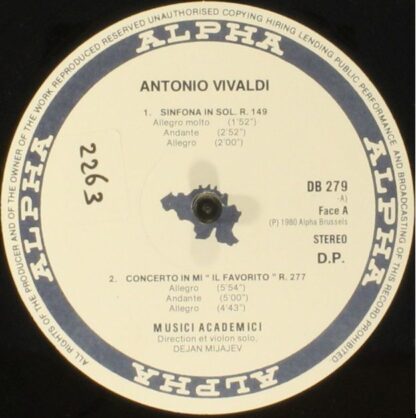 ALL RIGHTS OF THE PRODUCER AND OF THE OWNER OF THE WORK REPRODUCED RESERVED UNAUTHORISED COPYING HIRING LENDING PUBLIC PERFORMANCE AND BROADCASTING OF THIS RECORD PROHIBITED
ALPHA
ALPHA
ALPHA
ALPHA
ANTONIO VIVALDI
1. SINFONA IN SOL. R. 149
Allegro molto (1'52")
Andante (2'52")
Allegro (2'00")
2263
DB 279
-A)
Face A
(P) 1980 Alpha Brussels
STEREO
D.P.
2. CONCERTO IN MI " IL FAVORITO " R. 277
Allegro (5'54)
Andante (5'00)
Allegro (4'43")
MUSICI ACADEMICI
Direction et violon solo;
DEJAN MIJAJEV